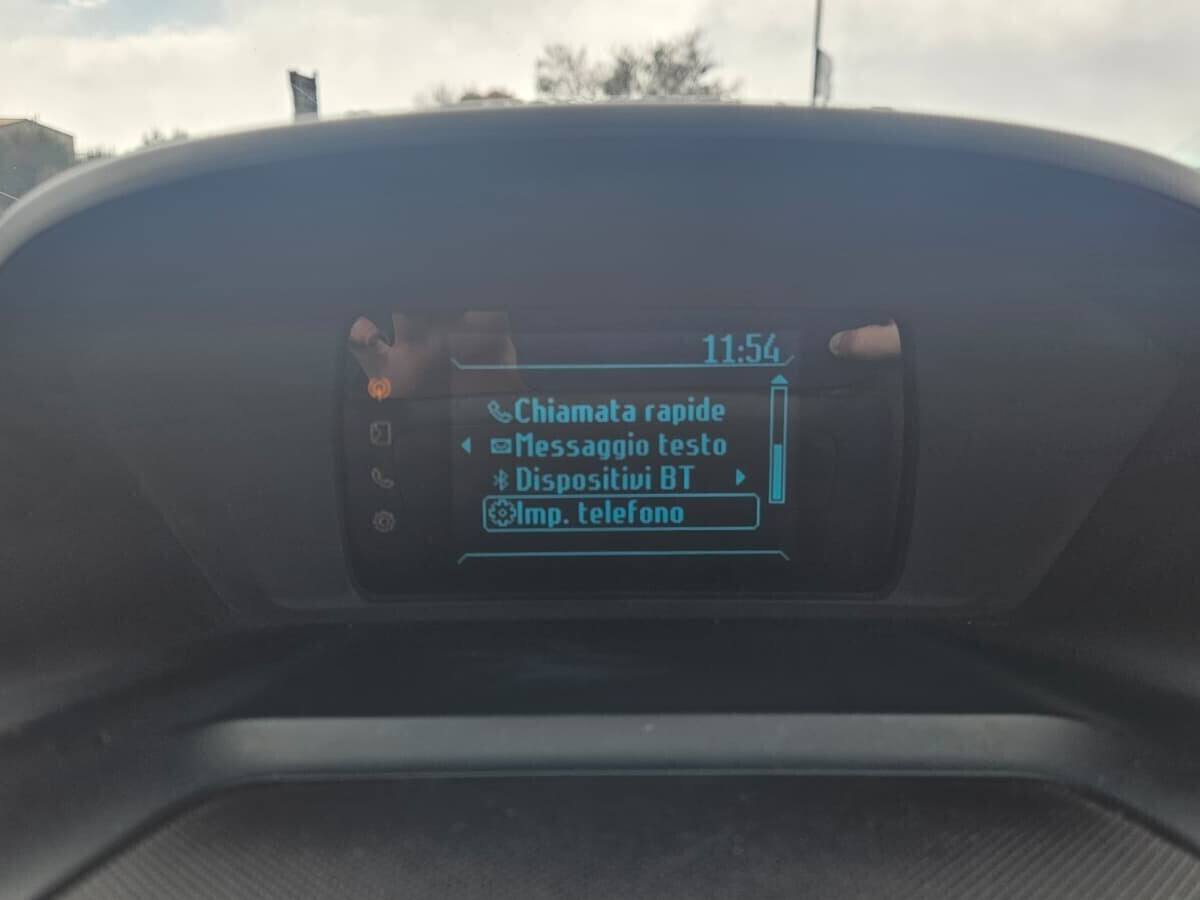 11:54
Chiamata rapide
Messaggio testo
Dispositivi BT
Imp. telefono